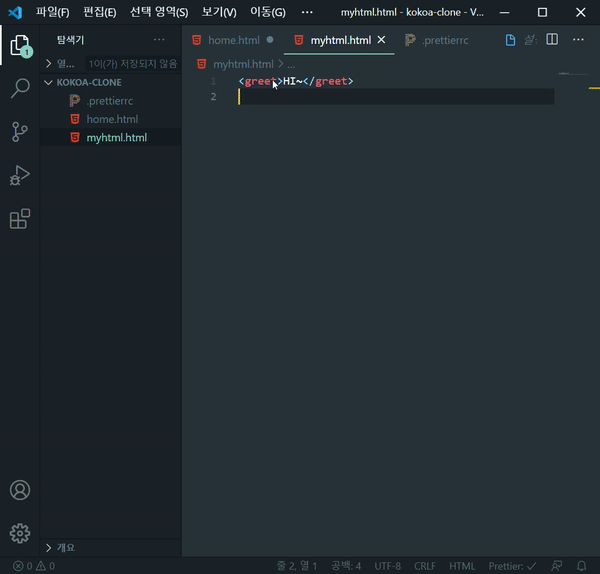 파일(F) 편집(E) 선택 영역(S) 보기(V) 이동(G) ··· myhtml.html - kokoa-clone - V...
탐색기 ···
home.html myhtml.html .prettierrc 설: ···
열... 1이(가) 저장되지 않음
myhtml.html > ...
KOKOA-CLONE
.prettierrc
home.html
myhtml.html
1 <greet>HI~</greet>
2
1
개요
0 0 줄 2, 열 1 공백: 4 UTF-8 CRLF HTML Prettier: ✓